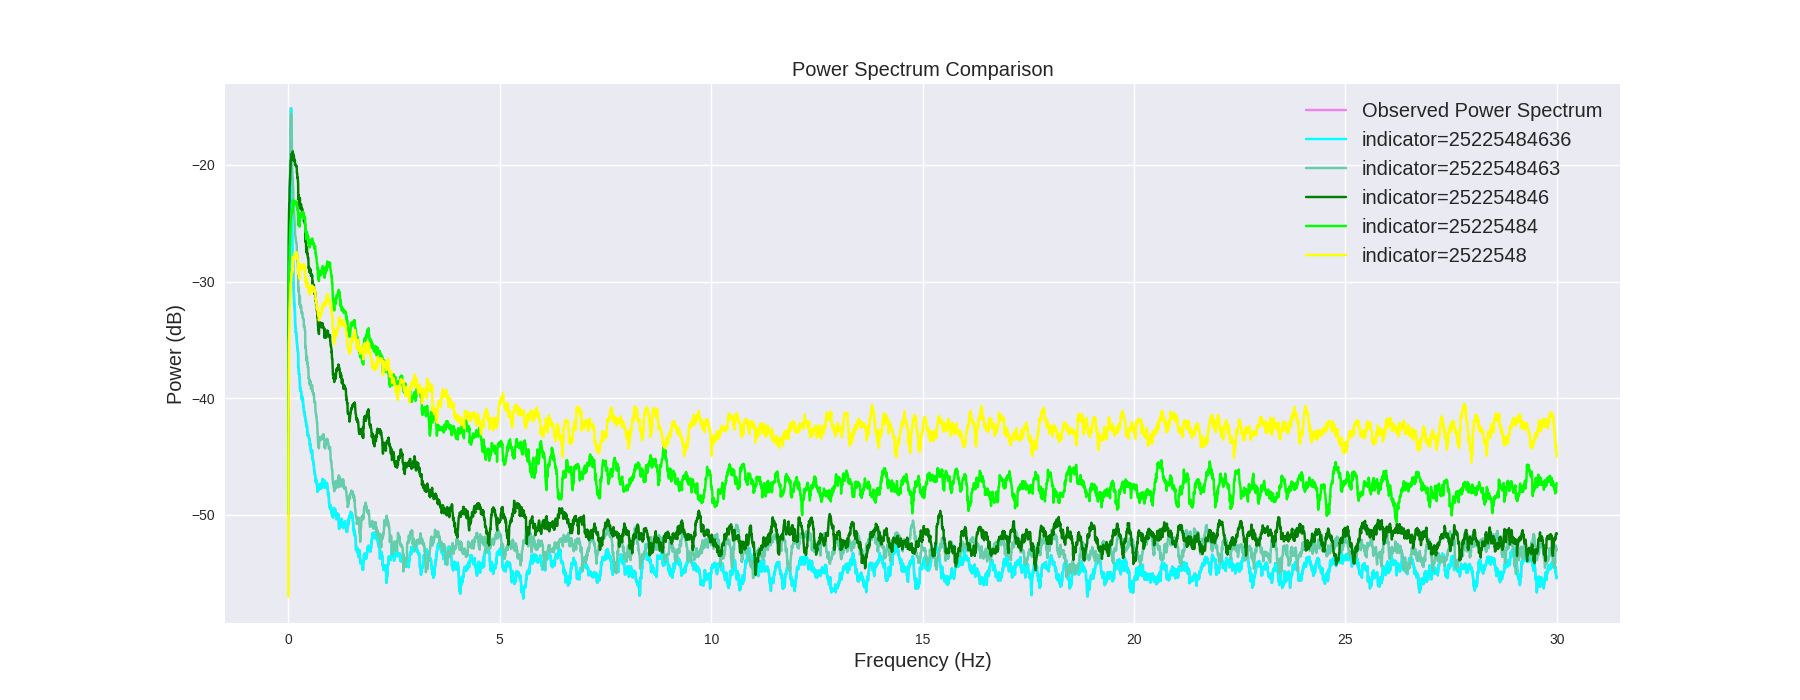 Power Spectrum Comparison
Observed Power Spectrum
indicator=25225484636
indicator=2522548463
indicator=252254846
indicator=25225484
indicator=2522548
−20
−30
−40
−50
Power (dB)
0 5 10 15 20 25 30
Frequency (Hz)